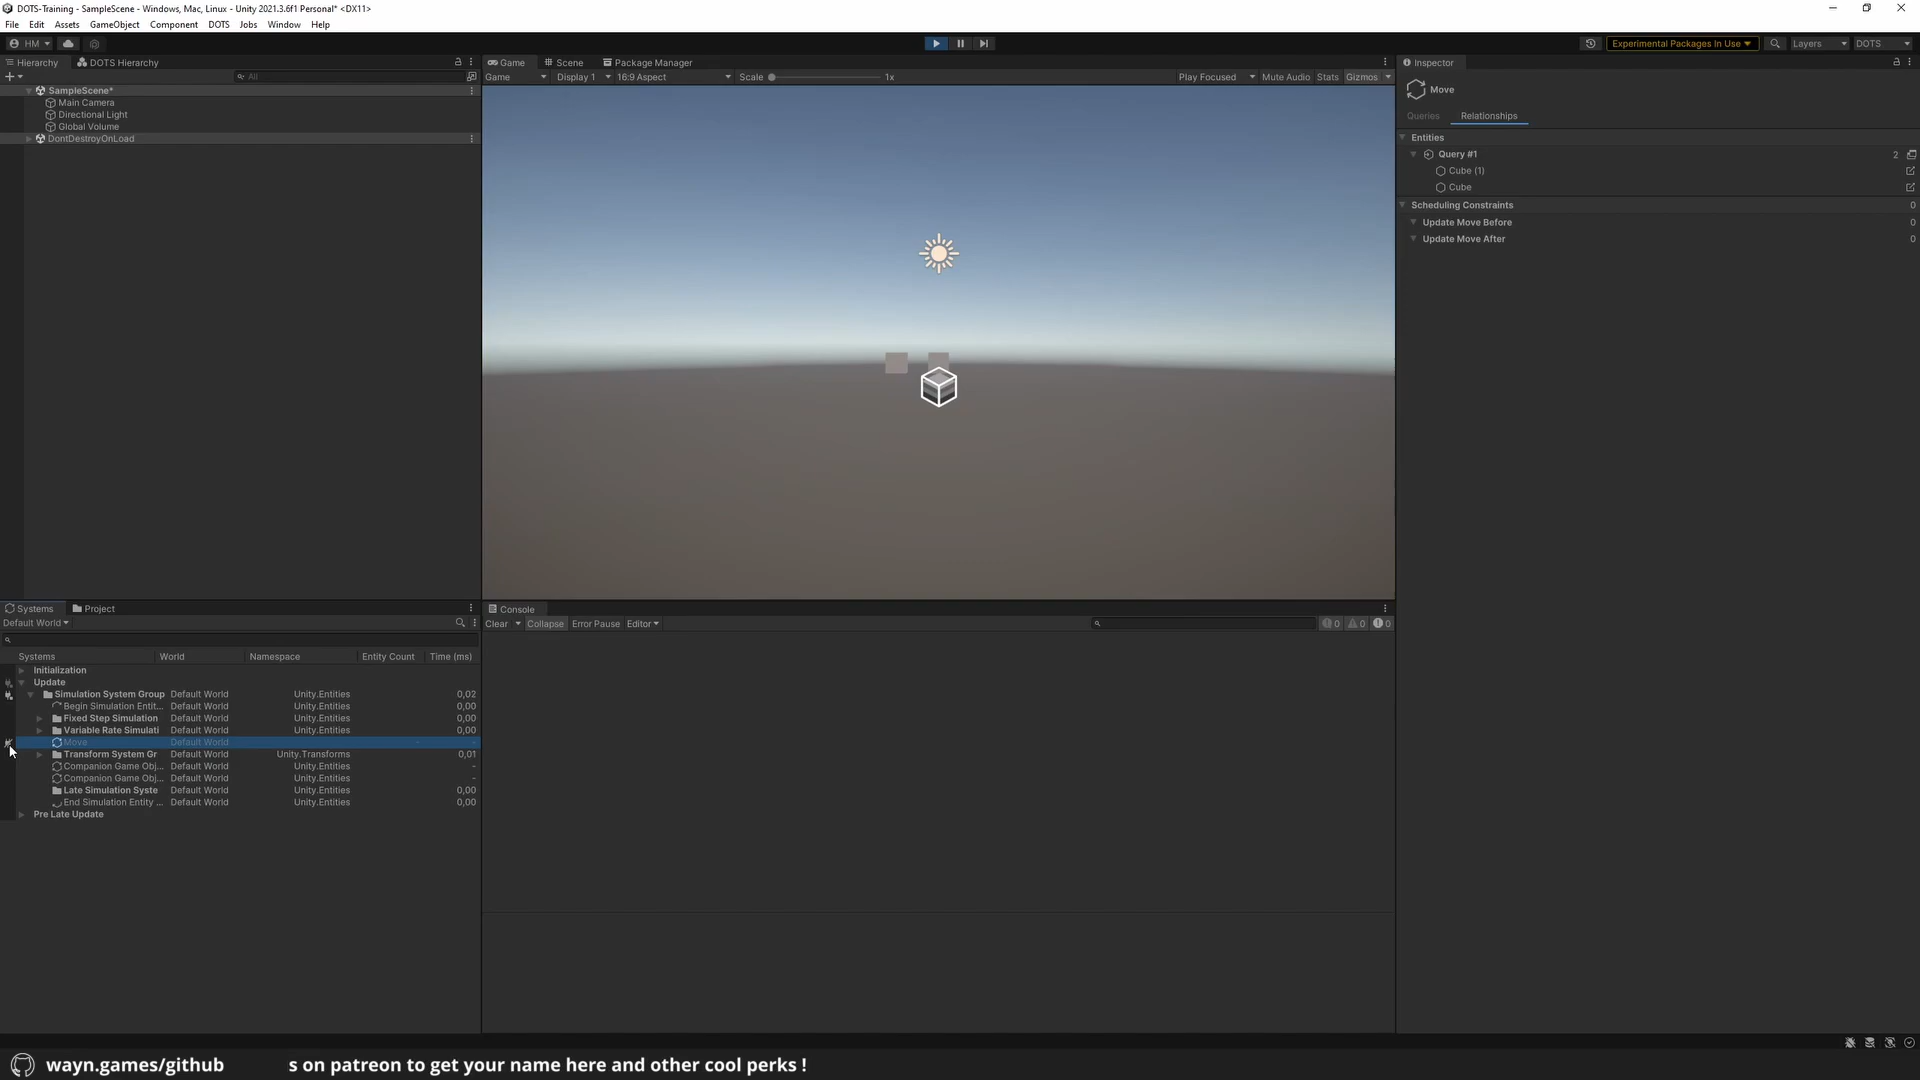 DOTS-Training - SampleScene - Windows, Mac, Linux - Unity 2021.3.6f1 Personal* <DX11>
File Edit Assets GameObject Component DOTS Jobs Window Help
HM Experimental Packages In Use Layers DOTS
Hierarchy DOTS Hierarchy
All
SampleScene*
Main Camera
Directional Light
Global Volume
DontDestroyOnLoad
Game Scene Package Manager
Game Display 1 16:9 Aspect Scale 1x Play Focused Mute Audio Stats Gizmos
Inspector
Move
Queries Relationships
Entities
Query #1 2
Cube (1)
Cube
Scheduling Constraints 0
Update Move Before 0
Update Move After 0
Systems Project
Default World
Systems World Namespace Entity Count Time (ms)
Initialization
Update
Simulation System Group Default World Unity.Entities 0,02
Begin Simulation Entit... Default World Unity.Entities 0,00
Fixed Step Simulation Default World Unity.Entities 0,00
Variable Rate Simulati Default World Unity.Entities 0,00
Move Default World - -
Transform System Gr Default World Unity.Transforms 0,01
Companion Game Obj... Default World Unity.Entities -
Companion Game Obj... Default World Unity.Entities -
Late Simulation Syste Default World Unity.Entities 0,00
End Simulation Entity ... Default World Unity.Entities 0,00
Pre Late Update
Console
Clear Collapse Error Pause Editor 0 0 0
wayn.games/github s on patreon to get your name here and other cool perks !